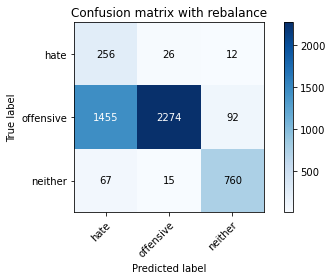 Confusion matrix with rebalance
hate 256 26 12
offensive 1455 2274 92
neither 67 15 760
True label
hate offensive neither
Predicted label
2000
1500
1000
500